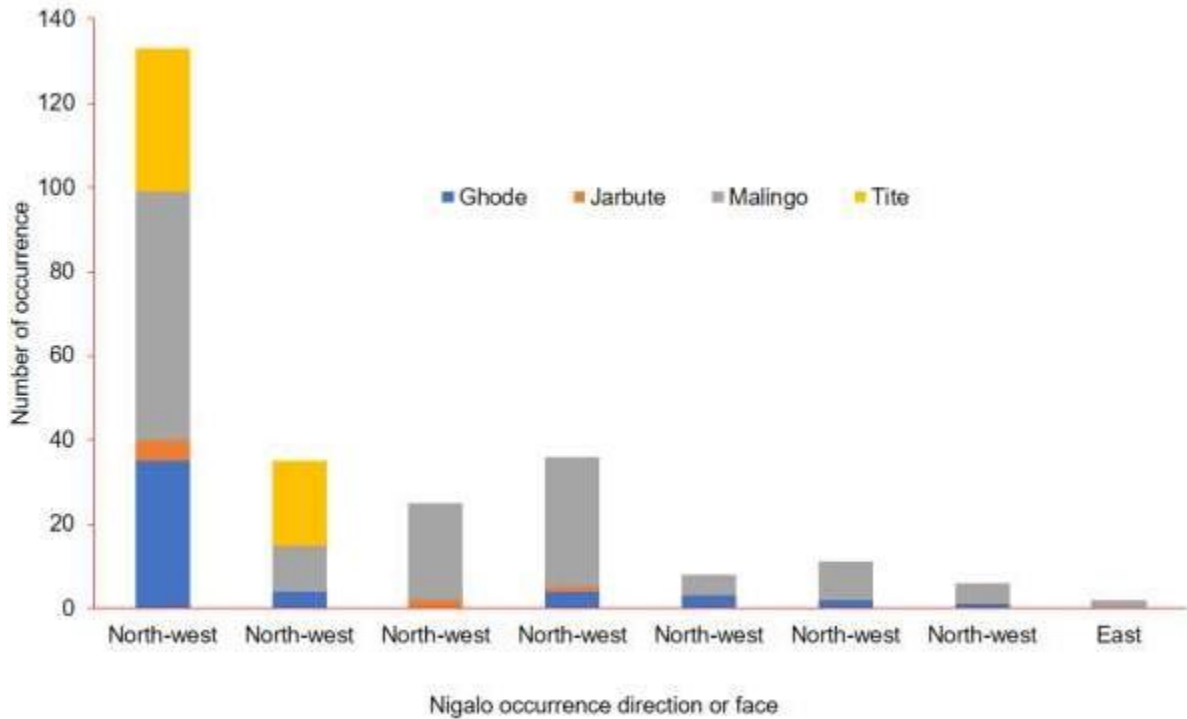 140
120
100
80
60
40
20
0
Number of occurrence
Ghode Jarbute Malingo Tite
North-west North-west North-west North-west North-west North-west North-west East
Nigalo occurrence direction or face